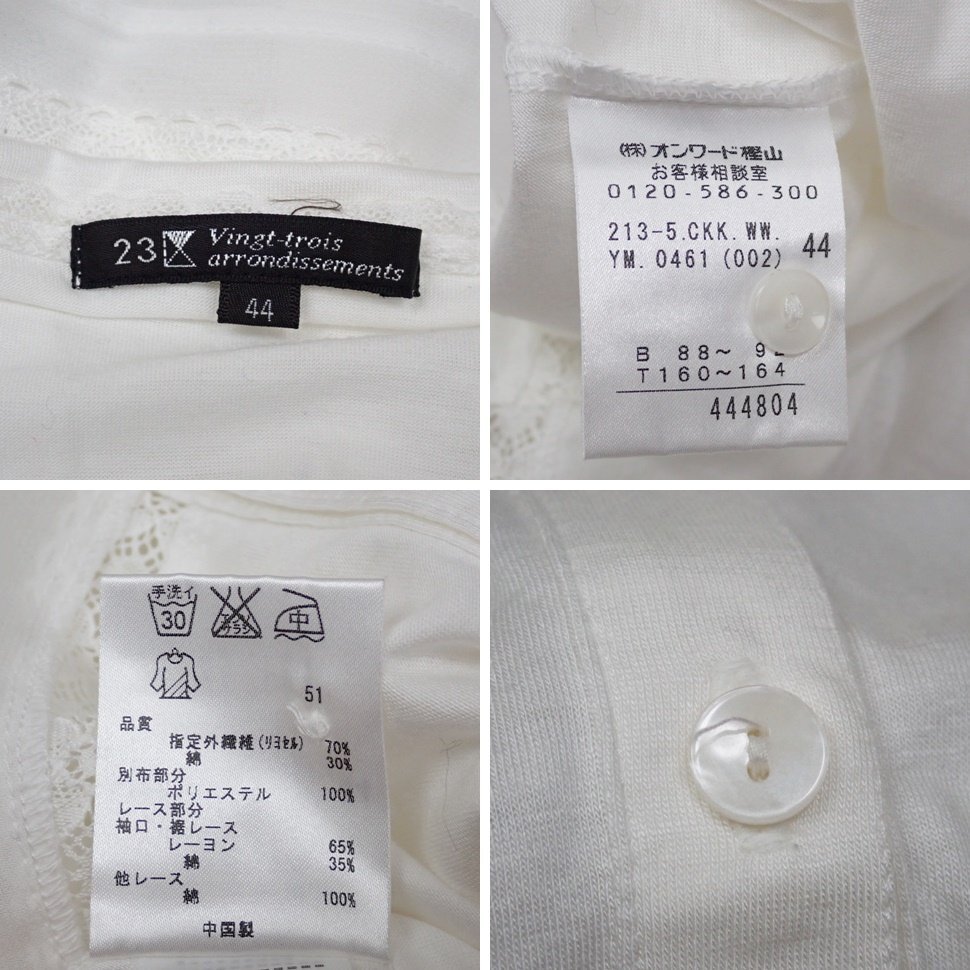 23 Vingt-trois
arrondissements
44
(株)オンワード樫山
お客様相談室
0120-586-300
213-5.CKK.WW.
YM.0461(002) 44
B 88～
T160～164
444804
手洗イ
30
中
51
品質
指定外繊維(リヨセル) 70%
綿 30%
別布部分
ポリエステル 100%
レース部分
袖口・裾レース
レーヨン 65%
綿 35%
他レース
綿 100%
中国製